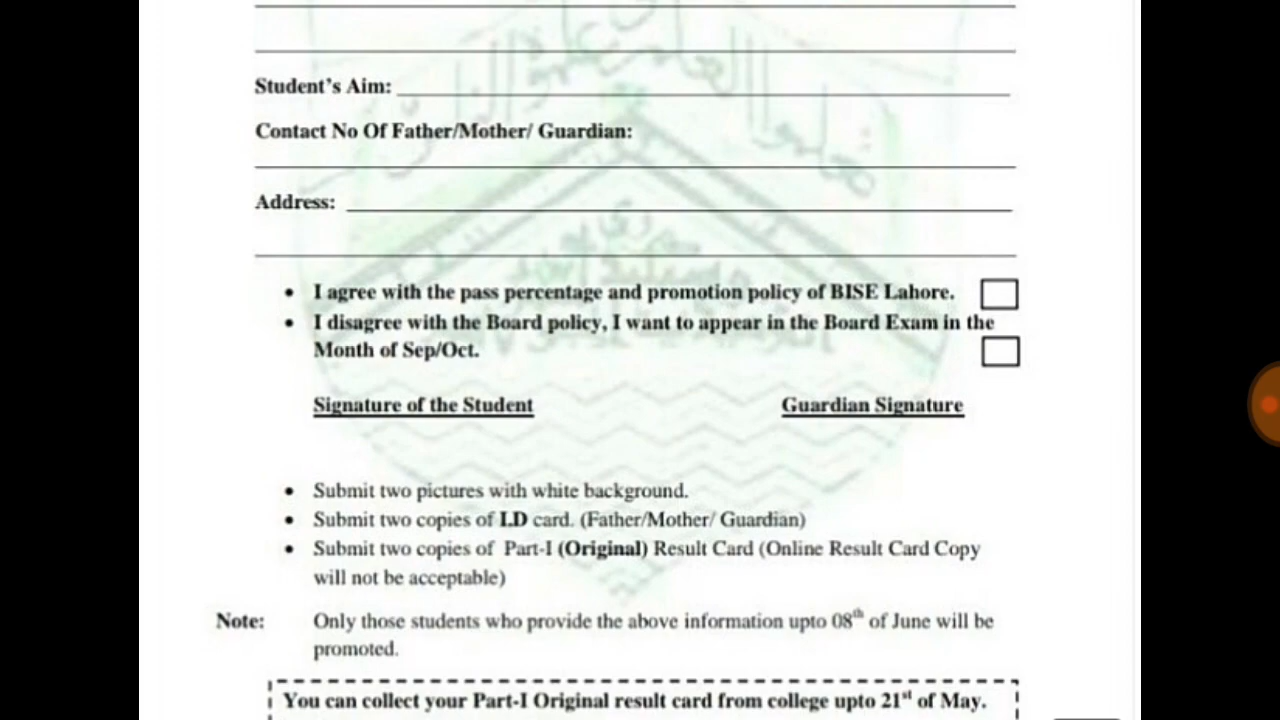 Student's Aim:
Contact No Of Father/Mother/ Guardian:
Address:
• I agree with the pass percentage and promotion policy of BISE Lahore.
• I disagree with the Board policy, I want to appear in the Board Exam in the
Month of Sep/Oct.
Signature of the Student Guardian Signature
• Submit two pictures with white background.
• Submit two copies of I.D card. (Father/Mother/ Guardian)
• Submit two copies of Part-I (Original) Result Card (Online Result Card Copy
will not be acceptable)
Note: Only those students who provide the above information upto 08th of June will be
promoted.
You can collect your Part-I Original result card from college upto 21st of May.